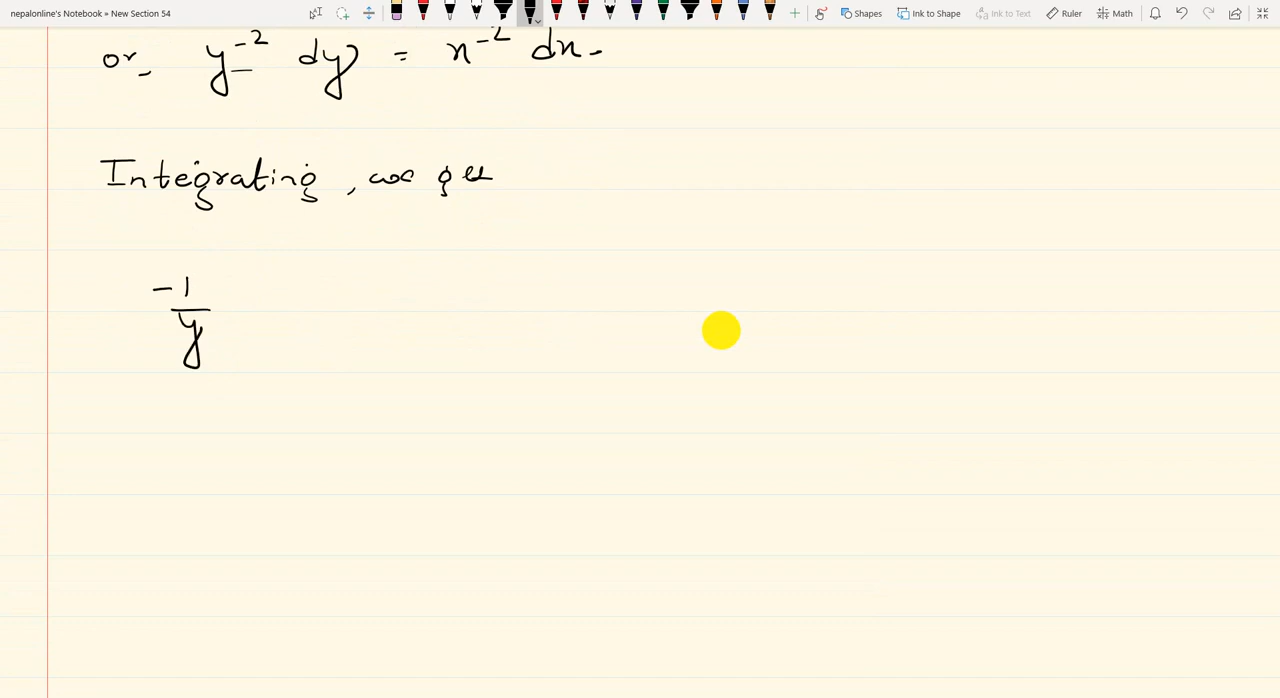 nepalonline's Notebook » New Section 54
Shapes Ink to Shape Ink to Text Ruler Math
or, y⁻² dy = x⁻² dx.
Integrating, we get
-1
y